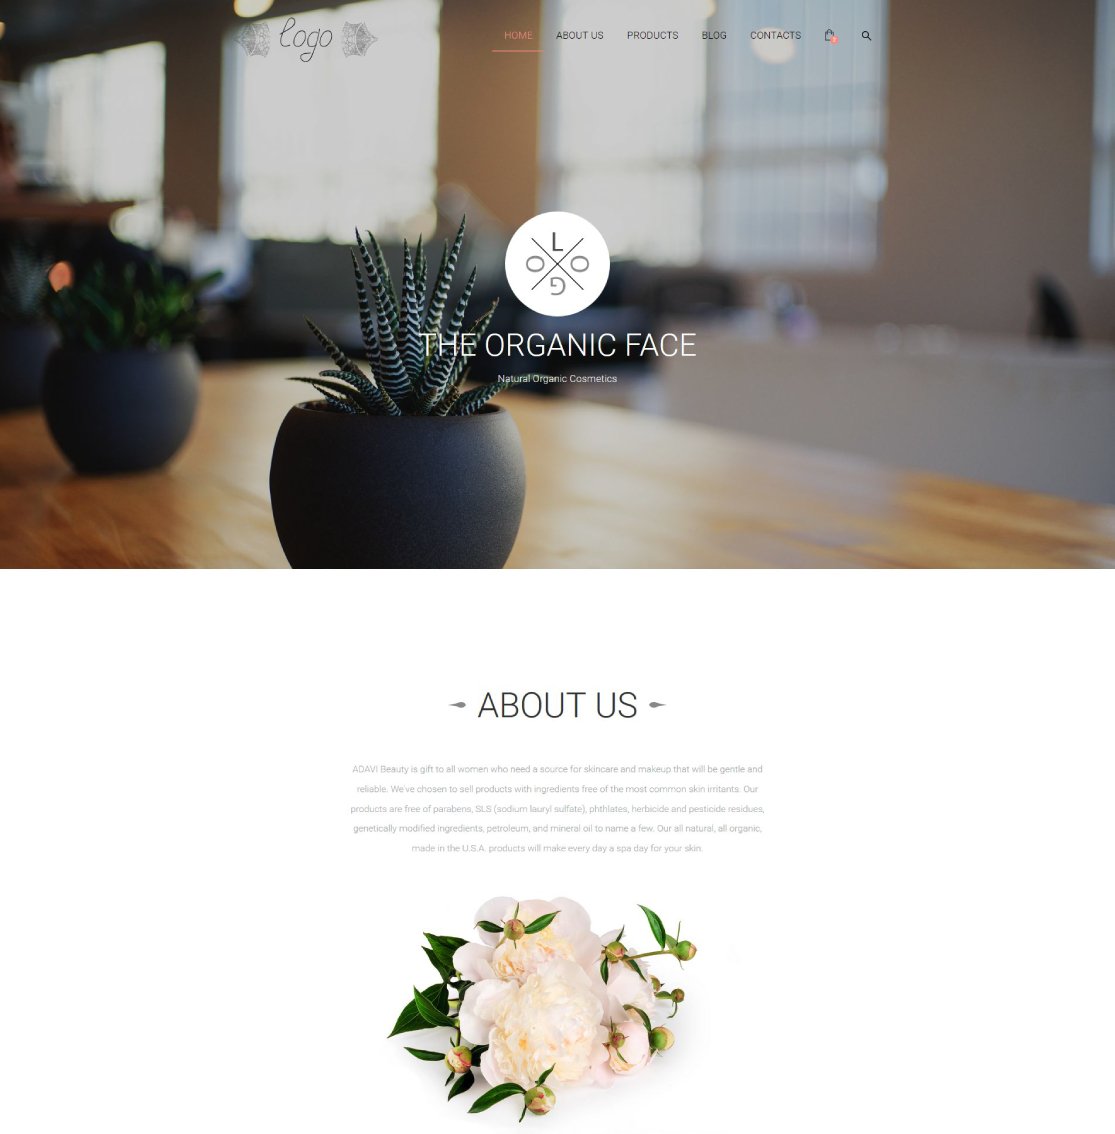 Logo
HOME ABOUT US PRODUCTS BLOG CONTACTS
L
O O
G
THE ORGANIC FACE
Natural Organic Cosmetics
ABOUT US
ADAVI Beauty is gift to all women who need a source for skincare and makeup that will be gentle and
reliable. We've chosen to sell products with ingredients free of the most common skin irritants. Our
products are free of parabens, SLS (sodium lauryl sulfate), phthlates, herbicide and pesticide residues,
genetically modified ingredients, petroleum, and mineral oil to name a few. Our all natural, all organic,
made in the U.S.A. products will make every day a spa day for your skin.